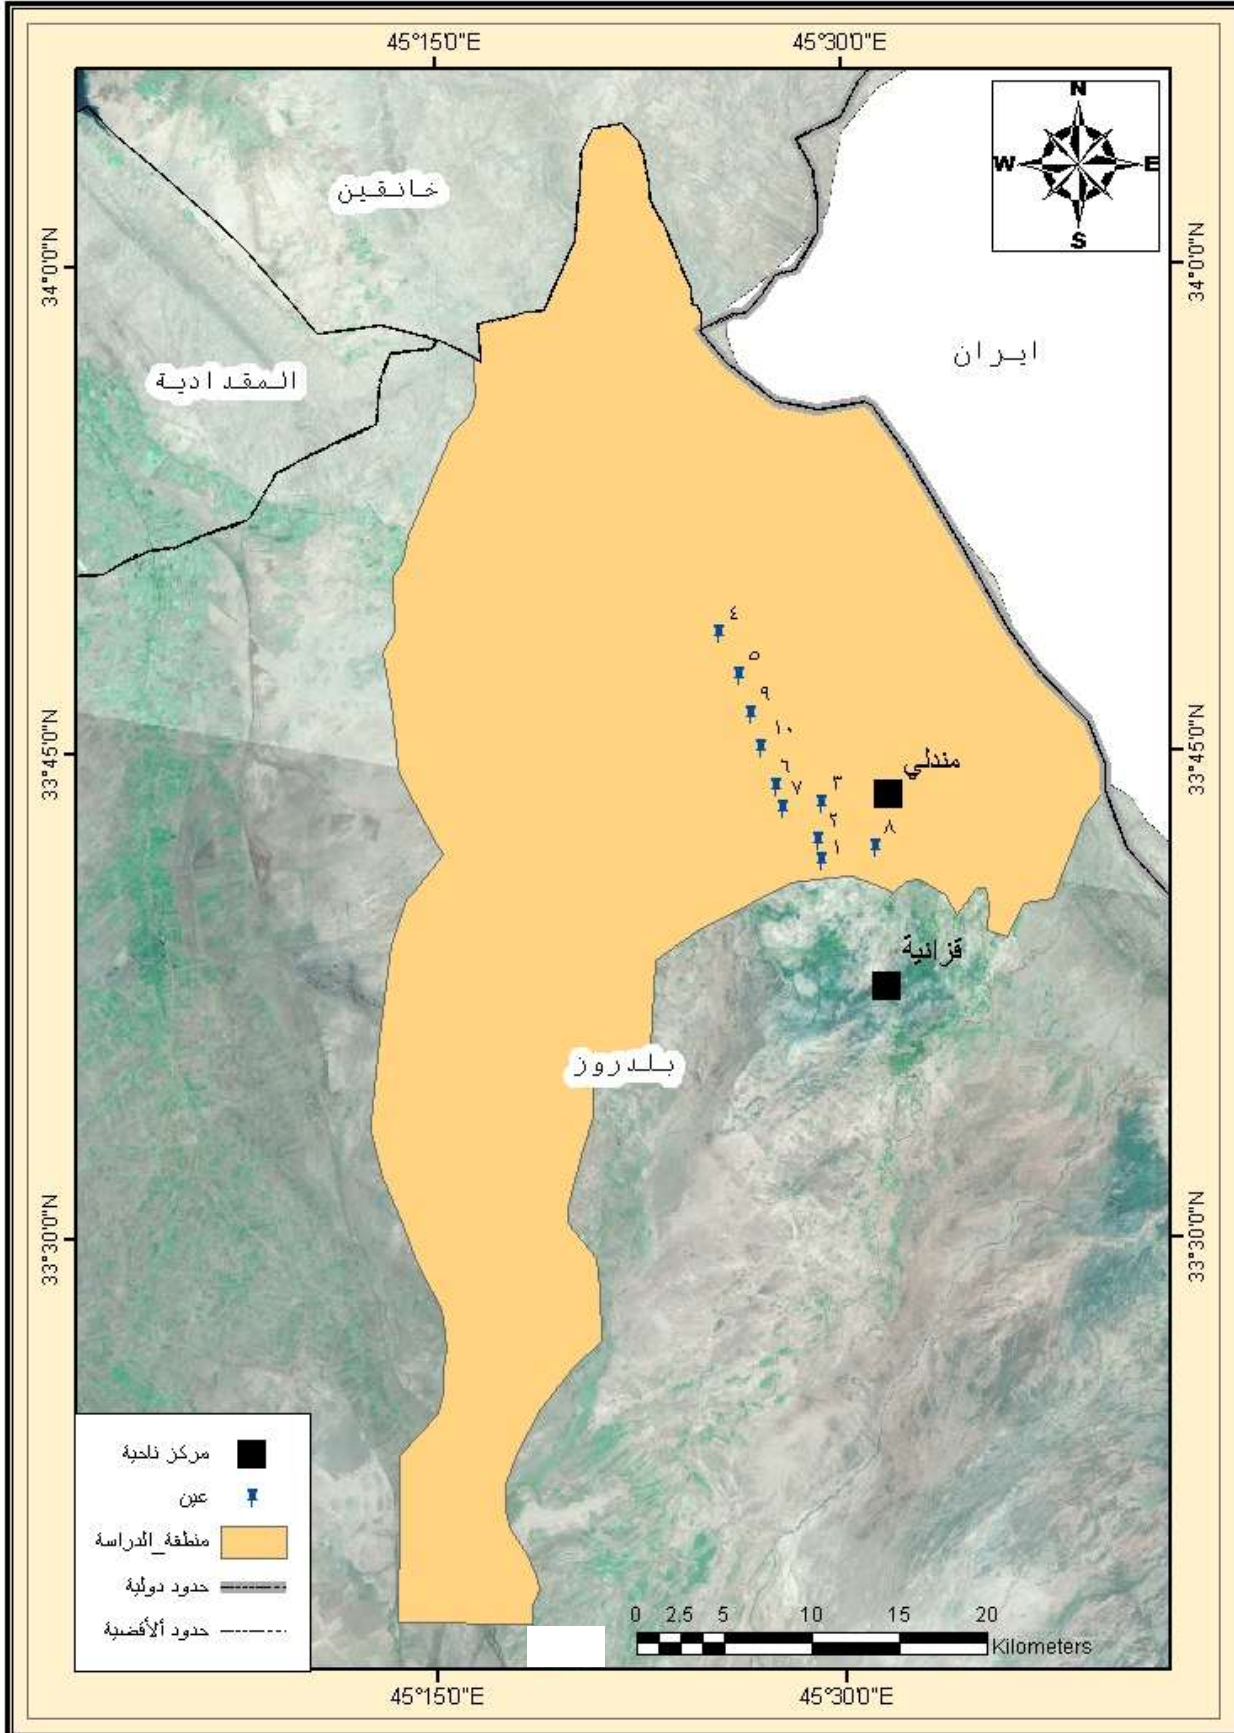 45°15'0"E
45°30'0"E
N
W
E
S
34°0'0"N
34°0'0"N
خانقين
ايران
المقدادية
٤
٥
٩
١٠
33°45'0"N
33°45'0"N
مندلي
٦
٣
٧
٢
٨
١
قزانية
بلدروز
33°30'0"N
33°30'0"N
مركز ناحية
عين
منطقة_الدراسة
حدود دولية
حدود ألأقضية
0 2.5 5 10 15 20
Kilometers
45°15'0"E
45°30'0"E